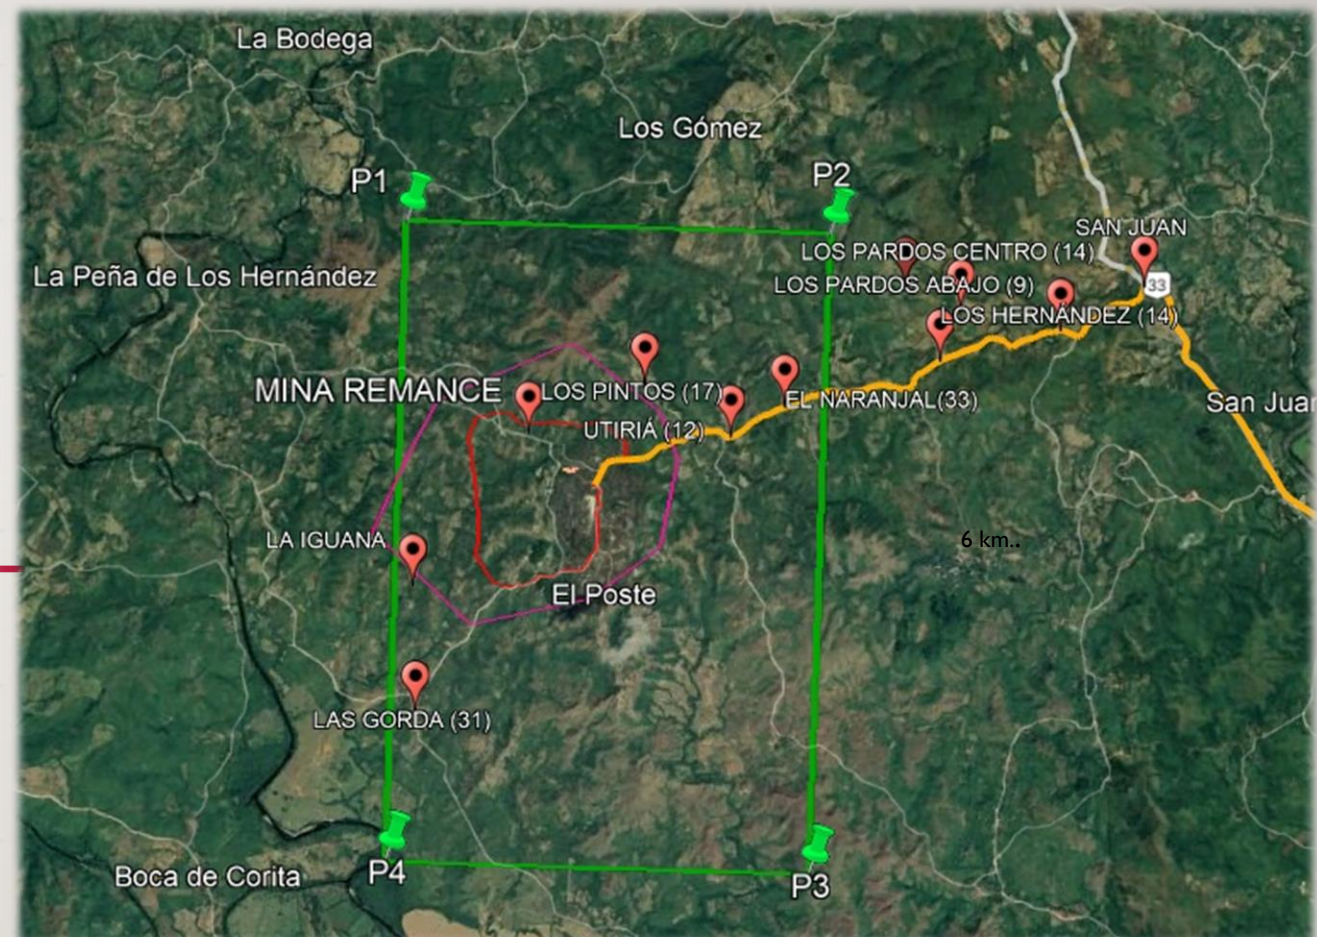 La Bodega
Los Gómez
P1
P2
SAN JUAN
LOS PARDOS CENTRO (14)
La Peña de Los Hernández
LOS PARDOS ABAJO (9)
33
LOS HERNÁNDEZ (14)
MINA REMANCE
LOS PINTOS (17)
EL NARANJAL(33)
San Juan
UTIRIÁ (12)
LA IGUANA
6 km..
El Poste
LAS GORDA (31)
Boca de Corita
P4
P3